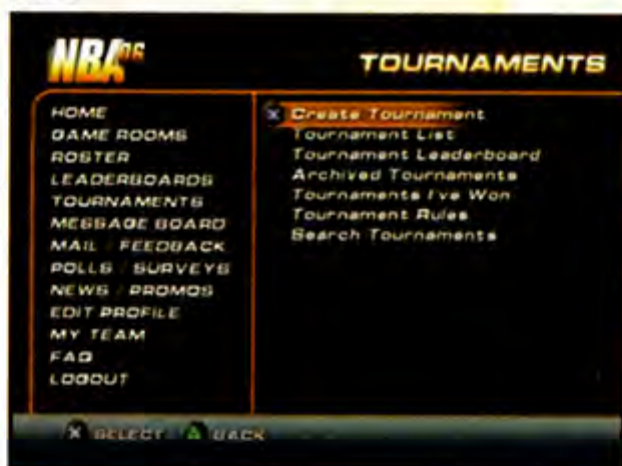 NBA 06
TOURNAMENTS
HOME
GAME ROOMS
ROSTER
LEADERBOARDS
TOURNAMENTS
MESSAGE BOARD
MAIL / FEEDBACK
POLLS / SURVEYS
NEWS / PROMOS
EDIT PROFILE
MY TEAM
FAQ
LOGOUT
Create Tournament
Tournament List
Tournament Leaderboard
Archived Tournaments
Tournaments I've Won
Tournament Rules
Search Tournaments
SELECT BACK